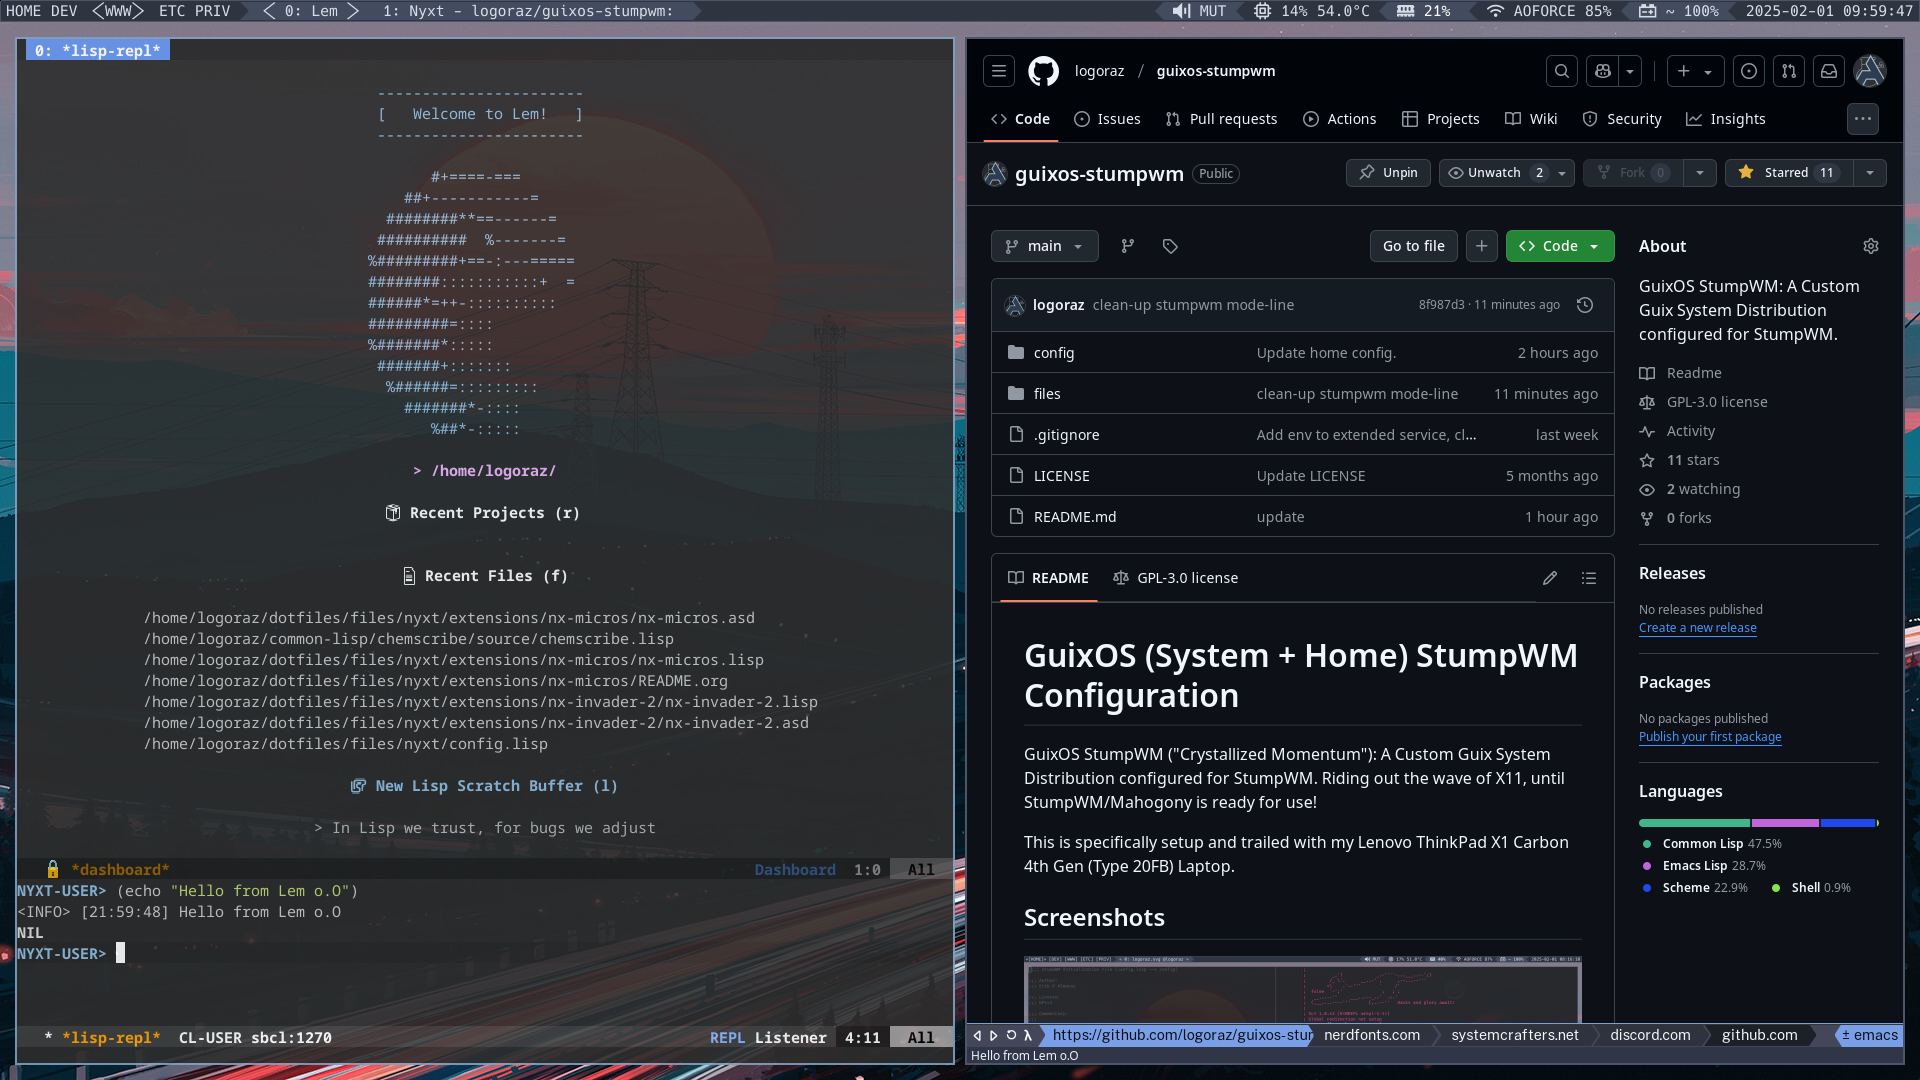 HOME DEV <WWW> ETC PRIV < 0: Lem > 1: Nyxt - logoraz/guixos-stumpwm: MUT 14% 54.0°C 21% AOFORCE 85% ~ 100% 2025-02-01 09:59:47
0: *lisp-repl*
-----------------------
[   Welcome to Lem!   ]
-----------------------
#+====-===
##+-----------=
########**==------=
##########  %-------=
%#########+==-:---=====
########:::::::::::+  =
######*=++-::::::::::
#########=::::
%#######*:::::
#######+:::::::
%######=:::::::::
#######*-::::
%##*-:::::
> /home/logoraz/
Recent Projects (r)
Recent Files (f)
/home/logoraz/dotfiles/files/nyxt/extensions/nx-micros/nx-micros.asd
/home/logoraz/common-lisp/chemscribe/source/chemscribe.lisp
/home/logoraz/dotfiles/files/nyxt/extensions/nx-micros/nx-micros.lisp
/home/logoraz/dotfiles/files/nyxt/extensions/nx-micros/README.org
/home/logoraz/dotfiles/files/nyxt/extensions/nx-invader-2/nx-invader-2.lisp
/home/logoraz/dotfiles/files/nyxt/extensions/nx-invader-2/nx-invader-2.asd
/home/logoraz/dotfiles/files/nyxt/config.lisp
New Lisp Scratch Buffer (l)
> In Lisp we trust, for bugs we adjust
*dashboard* Dashboard 1:0 All
NYXT-USER> (echo "Hello from Lem o.O")
<INFO> [21:59:48] Hello from Lem o.O
NIL
NYXT-USER>
* *lisp-repl* CL-USER sbcl:1270 REPL Listener 4:11 All
logoraz / guixos-stumpwm
Code Issues Pull requests Actions Projects Wiki Security Insights
guixos-stumpwm Public Unpin Unwatch 2 Fork 0 Starred 11
main Go to file Code
logoraz clean-up stumpwm mode-line 8f987d3 · 11 minutes ago
config Update home config. 2 hours ago
files clean-up stumpwm mode-line 11 minutes ago
.gitignore Add env to extended service, cl... last week
LICENSE Update LICENSE 5 months ago
README.md update 1 hour ago
README GPL-3.0 license
GuixOS (System + Home) StumpWM
Configuration
GuixOS StumpWM ("Crystallized Momentum"): A Custom Guix System
Distribution configured for StumpWM. Riding out the wave of X11, until
StumpWM/Mahogony is ready for use!
This is specifically setup and trailed with my Lenovo ThinkPad X1 Carbon
4th Gen (Type 20FB) Laptop.
Screenshots
About
GuixOS StumpWM: A Custom
Guix System Distribution
configured for StumpWM.
Readme
GPL-3.0 license
Activity
11 stars
2 watching
0 forks
Releases
No releases published
Create a new release
Packages
No packages published
Publish your first package
Languages
Common Lisp 47.5%
Emacs Lisp 28.7%
Scheme 22.9% Shell 0.9%
λ https://github.com/logoraz/guixos-stur nerdfonts.com systemcrafters.net discord.com github.com ± emacs
Hello from Lem o.O